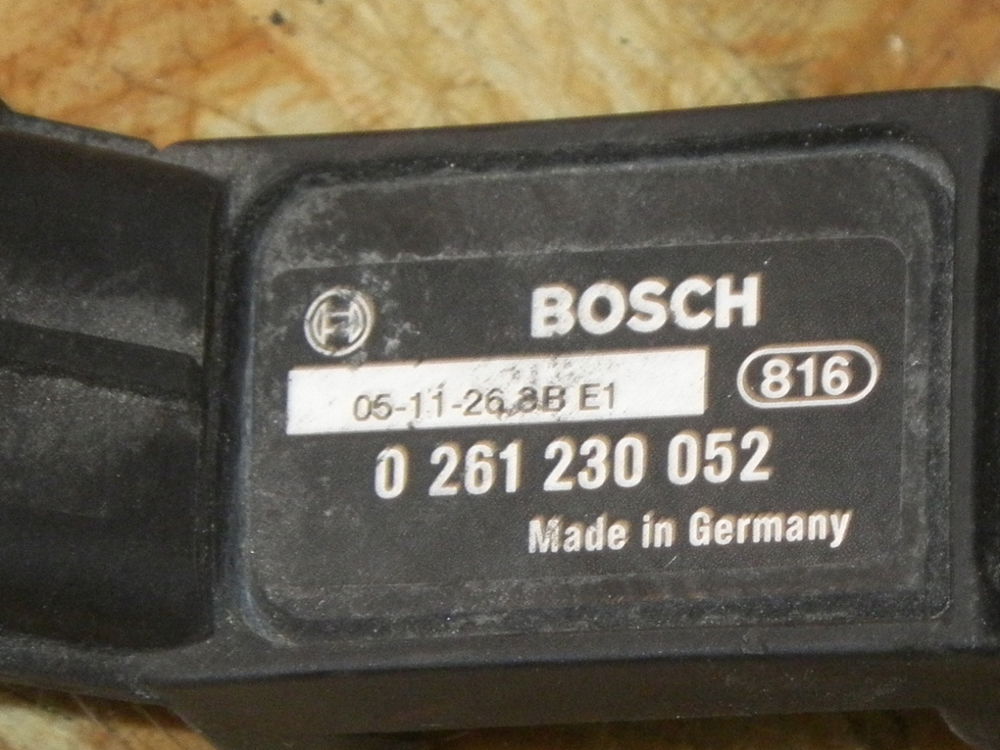 BOSCH
05-11-26 3B E1
816
0 261 230 052
Made in Germany